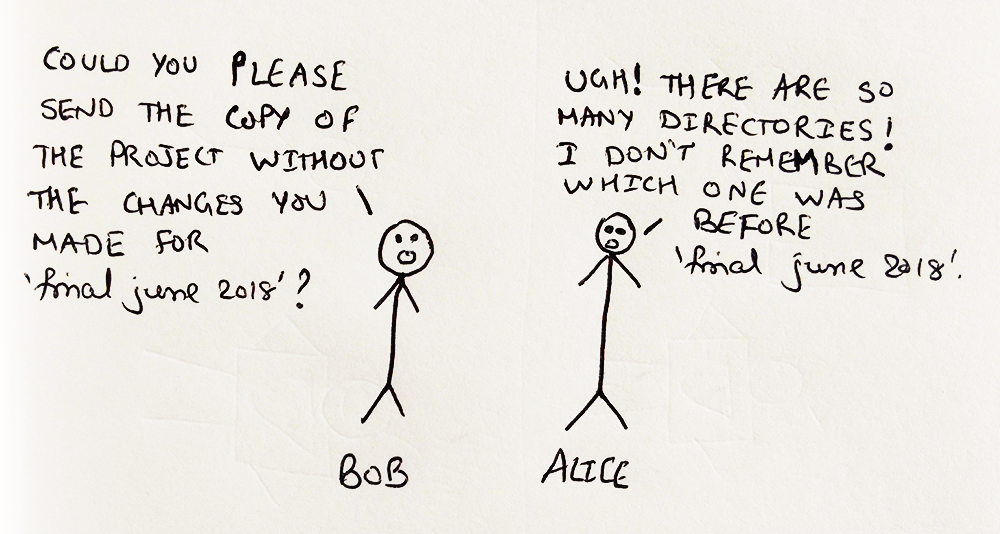 COULD YOU PLEASE
SEND THE COPY OF
THE PROJECT WITHOUT
THE CHANGES YOU
MADE FOR
'final june 2018'?
UGH! THERE ARE SO
MANY DIRECTORIES!
I DON'T REMEMBER
WHICH ONE WAS
BEFORE
'final june 2018'.
BOB
ALICE